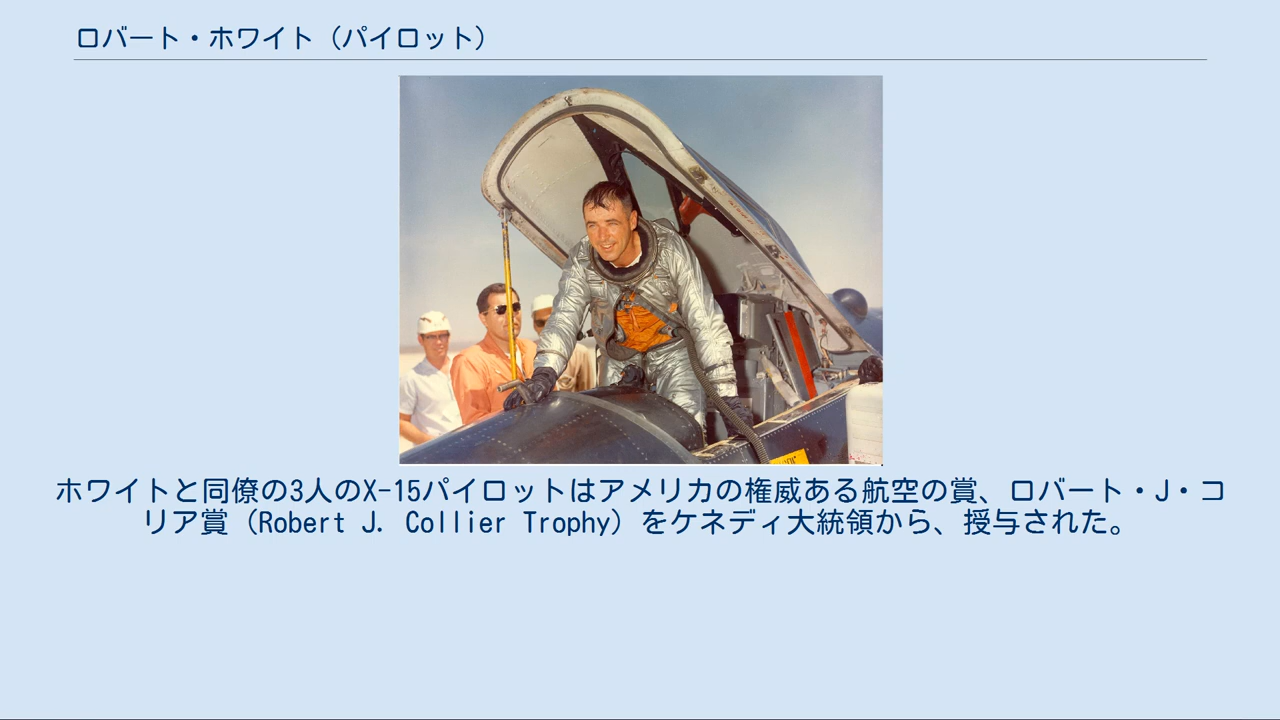 ロバート・ホワイト（パイロット）
ホワイトと同僚の3人のX-15パイロットはアメリカの権威ある航空の賞、ロバート・J・コ
リア賞（Robert J. Collier Trophy）をケネディ大統領から、授与された。